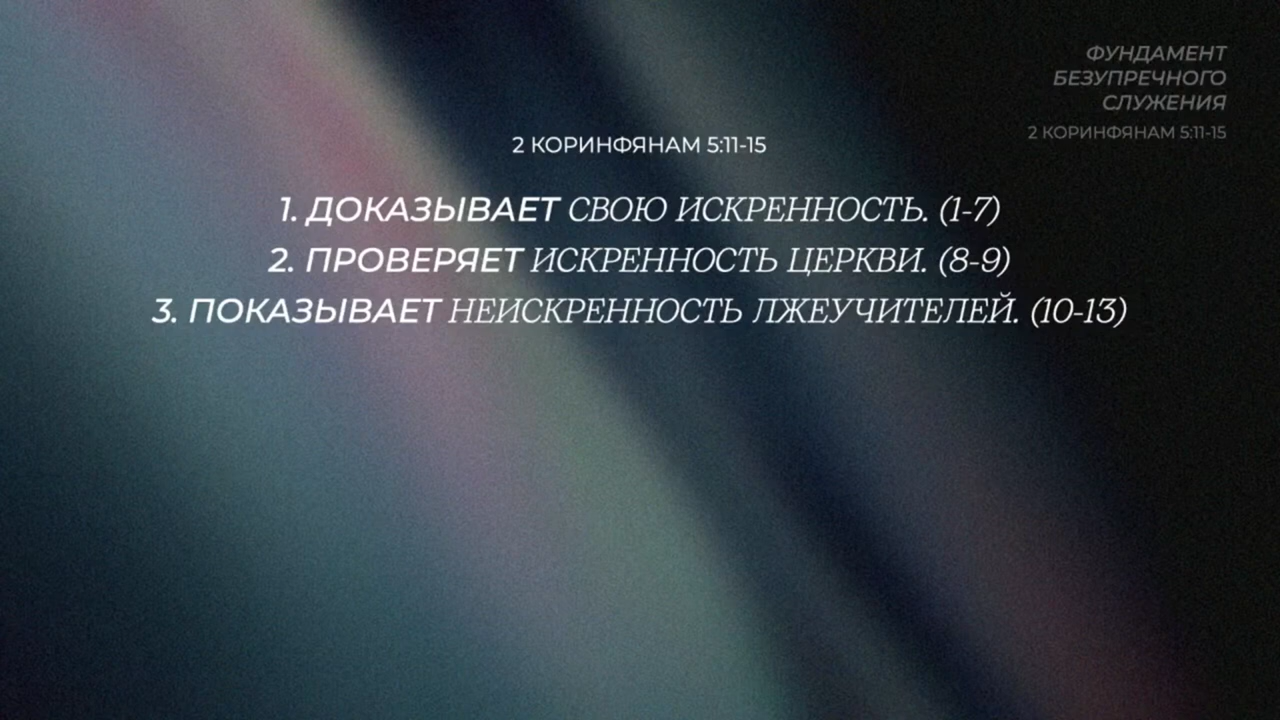 ФУНДАМЕНТ
БЕЗУПРЕЧНОГО
СЛУЖЕНИЯ
2 КОРИНФЯНАМ 5:11-15
2 КОРИНФЯНАМ 5:11-15
1. ДОКАЗЫВАЕТ СВОЮ ИСКРЕННОСТЬ. (1-7)
2. ПРОВЕРЯЕТ ИСКРЕННОСТЬ ЦЕРКВИ. (8-9)
3. ПОКАЗЫВАЕТ НЕИСКРЕННОСТЬ ЛЖЕУЧИТЕЛЕЙ. (10-13)